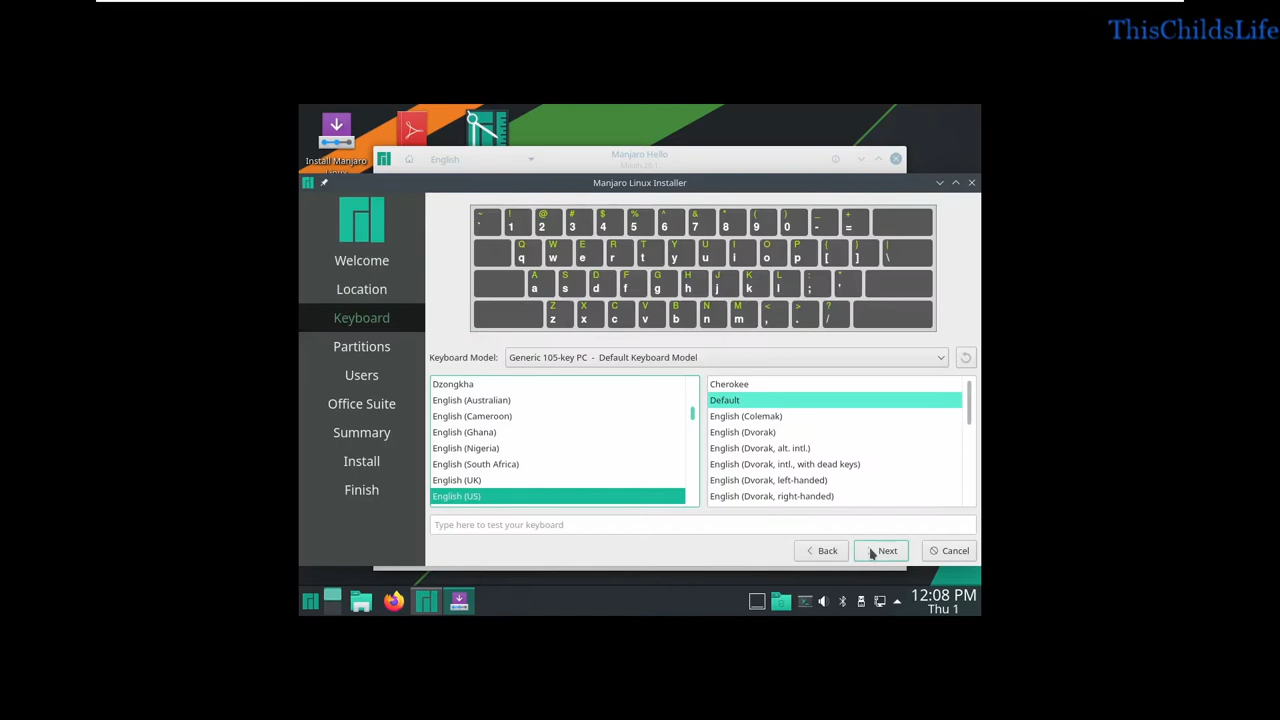 ThisChildsLife
Install Manjaro
English
Manjaro Hello
Manjaro Linux Installer
Welcome
Location
Keyboard
Partitions
Users
Office Suite
Summary
Install
Finish
~ ! @ # $ % ^ & * ( ) _ +
` 1 2 3 4 5 6 7 8 9 0 - =
Q W E R T Y U I O P { } |
q w e r t y u i o p [ ] \
A S D F G H J K L : "
a s d f g h j k l ; '
Z X C V B N M < > ?
z x c v b n m , . /
Keyboard Model: Generic 105-key PC - Default Keyboard Model
Dzongkha
English (Australian)
English (Cameroon)
English (Ghana)
English (Nigeria)
English (South Africa)
English (UK)
English (US)
Cherokee
Default
English (Colemak)
English (Dvorak)
English (Dvorak, alt. intl.)
English (Dvorak, intl., with dead keys)
English (Dvorak, left-handed)
English (Dvorak, right-handed)
Type here to test your keyboard
Back
Next
Cancel
12:08 PM
Thu 1